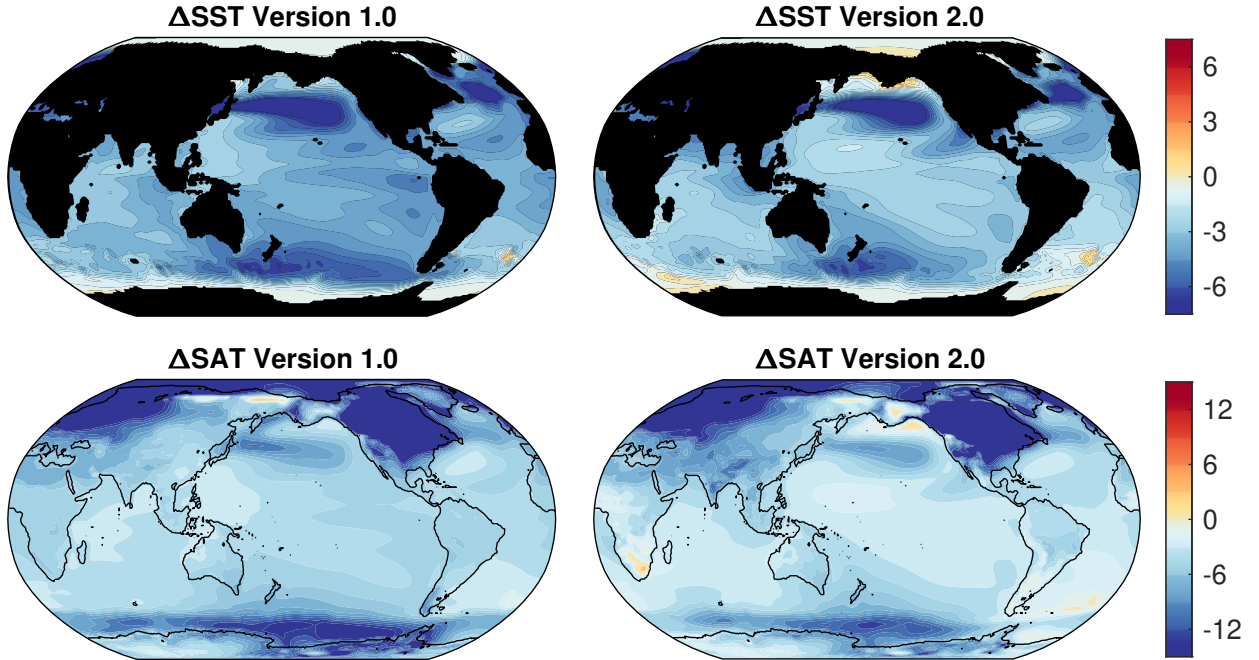 ΔSST Version 1.0
ΔSST Version 2.0
6
3
0
-3
-6
ΔSAT Version 1.0
ΔSAT Version 2.0
12
6
0
-6
-12